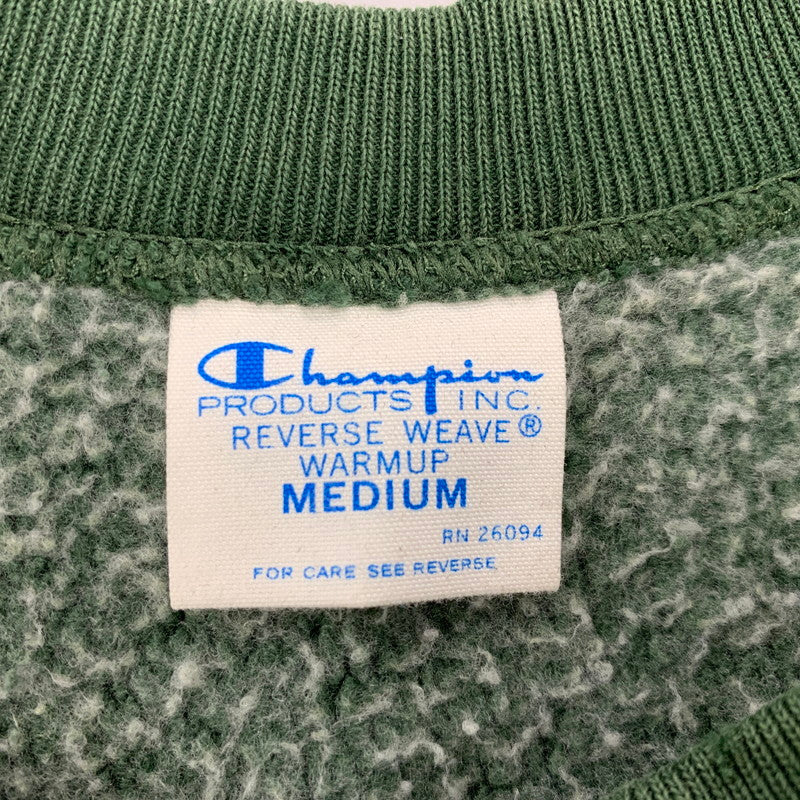 Champion
PRODUCTS INC.
REVERSE WEAVE®
WARMUP
MEDIUM
RN 26094
FOR CARE SEE REVERSE